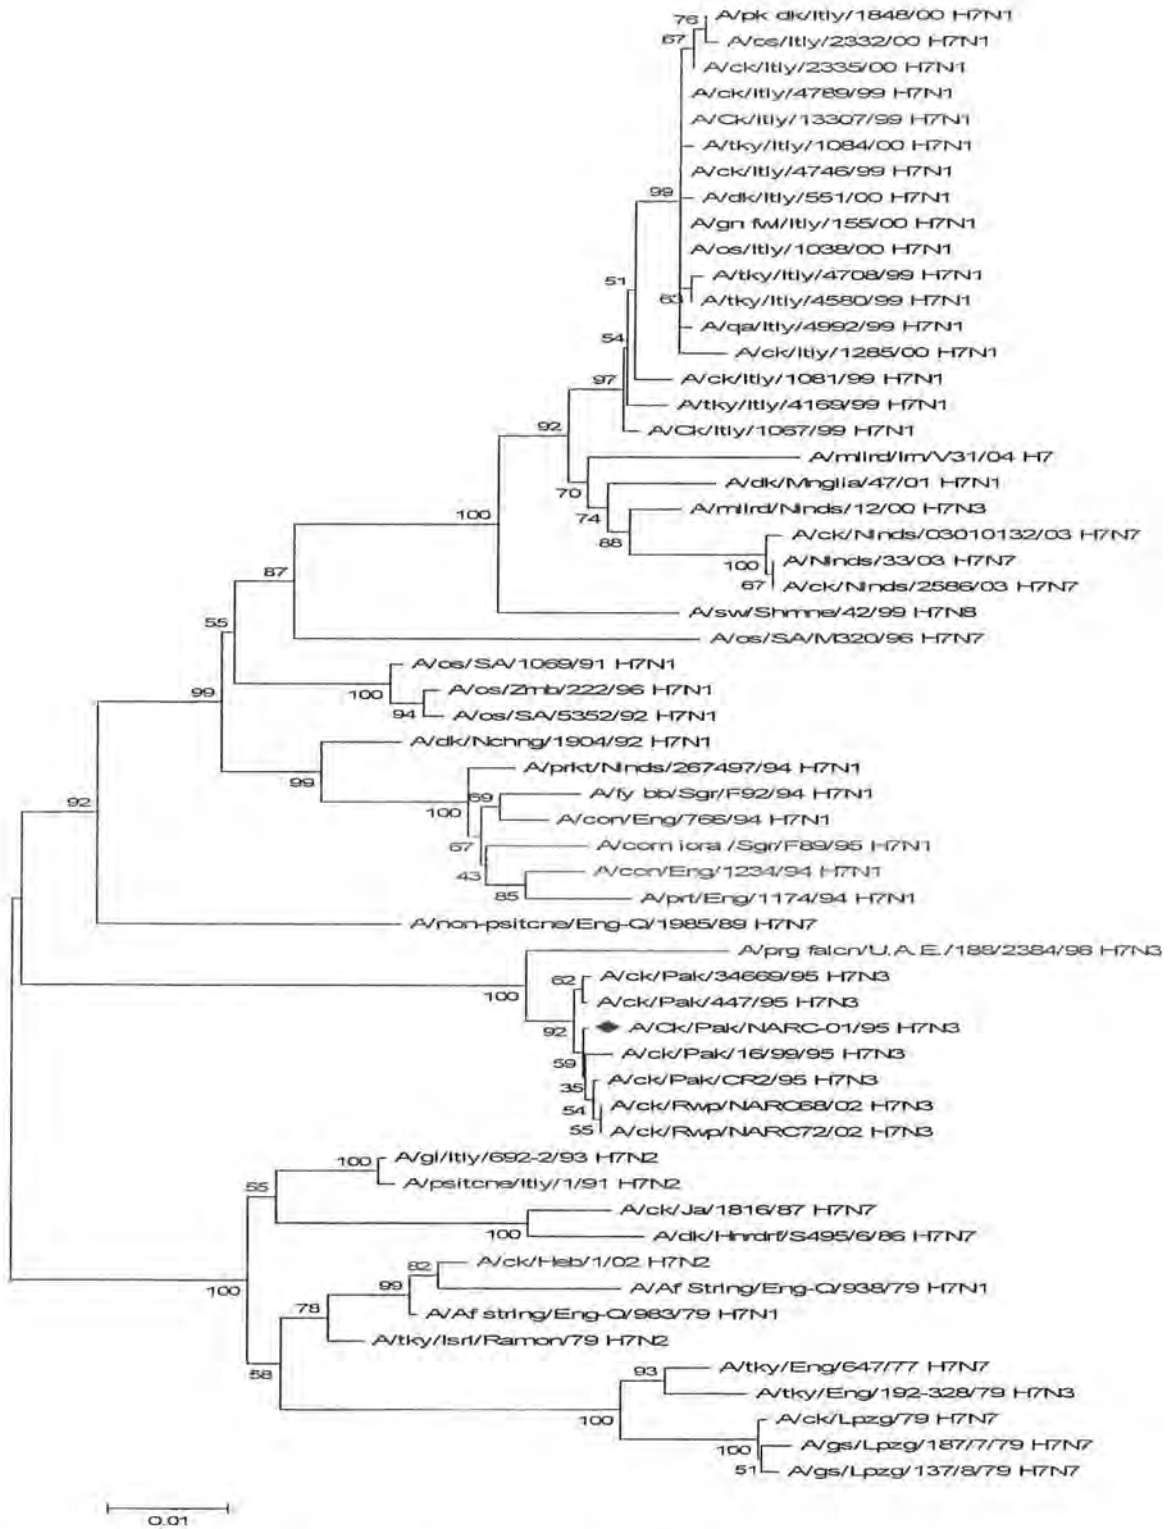 76
A/pk dk/Itly/1848/00 H7N1
67
A/os/Itly/2332/00 H7N1
A/ck/Itly/2335/00 H7N1
A/ck/Itly/4789/99 H7N1
A/Ck/Itly/13307/99 H7N1
A/tky/Itly/1084/00 H7N1
A/ck/Itly/4746/99 H7N1
99
A/dk/Itly/551/00 H7N1
A/gn fwl/Itly/155/00 H7N1
A/os/Itly/1038/00 H7N1
51
A/tky/Itly/4708/99 H7N1
63
A/tky/Itly/4580/99 H7N1
A/qa/Itly/4992/99 H7N1
54
A/ck/Itly/1285/00 H7N1
97
A/ck/Itly/1081/99 H7N1
A/tky/Itly/4169/99 H7N1
92
A/Ck/Itly/1067/99 H7N1
A/mllrd/Im/V31/04 H7
70
A/dk/Mnglia/47/01 H7N1
100
74
A/mllrd/Nlnds/12/00 H7N3
88
A/ck/Nlnds/03010132/03 H7N7
100
A/Nlnds/33/03 H7N7
87
67
A/ck/Nlnds/2586/03 H7N7
A/sw/Shmne/42/99 H7N8
55
A/os/SA/M320/96 H7N7
A/os/SA/1069/91 H7N1
99
100
A/os/Zmb/222/96 H7N1
94
A/os/SA/5352/92 H7N1
A/dk/Nchng/1904/92 H7N1
99
A/prkt/Nlnds/267497/94 H7N1
92
69
A/fy bb/Sgr/F92/94 H7N1
100
A/con/Eng/766/94 H7N1
67
A/com iora /Sgr/F89/95 H7N1
43
A/con/Eng/1234/94 H7N1
85
A/prt/Eng/1174/94 H7N1
A/non-psitcne/Eng-Q/1985/89 H7N7
A/prg falcn/U.A.E./188/2384/98 H7N3
62
A/ck/Pak/34669/95 H7N3
100
A/ck/Pak/447/95 H7N3
92
A/Ck/Pak/NARC-01/95 H7N3
A/ck/Pak/16/99/95 H7N3
59
35
A/ck/Pak/CR2/95 H7N3
54
A/ck/Rwp/NARC68/02 H7N3
55
A/ck/Rwp/NARC72/02 H7N3
100
A/gl/Itly/692-2/93 H7N2
55
A/psitcne/Itly/1/91 H7N2
A/ck/Ja/1816/87 H7N7
100
A/dk/Hnrdrf/S495/6/86 H7N7
82
A/ck/Heb/1/02 H7N2
99
A/Af String/Eng-Q/938/79 H7N1
100
78
A/Af string/Eng-Q/983/79 H7N1
A/tky/Isrl/Ramon/79 H7N2
58
93
A/tky/Eng/647/77 H7N7
A/tky/Eng/192-328/79 H7N3
100
A/ck/Lpzg/79 H7N7
100
A/gs/Lpzg/187/7/79 H7N7
51
A/gs/Lpzg/137/8/79 H7N7
0.01